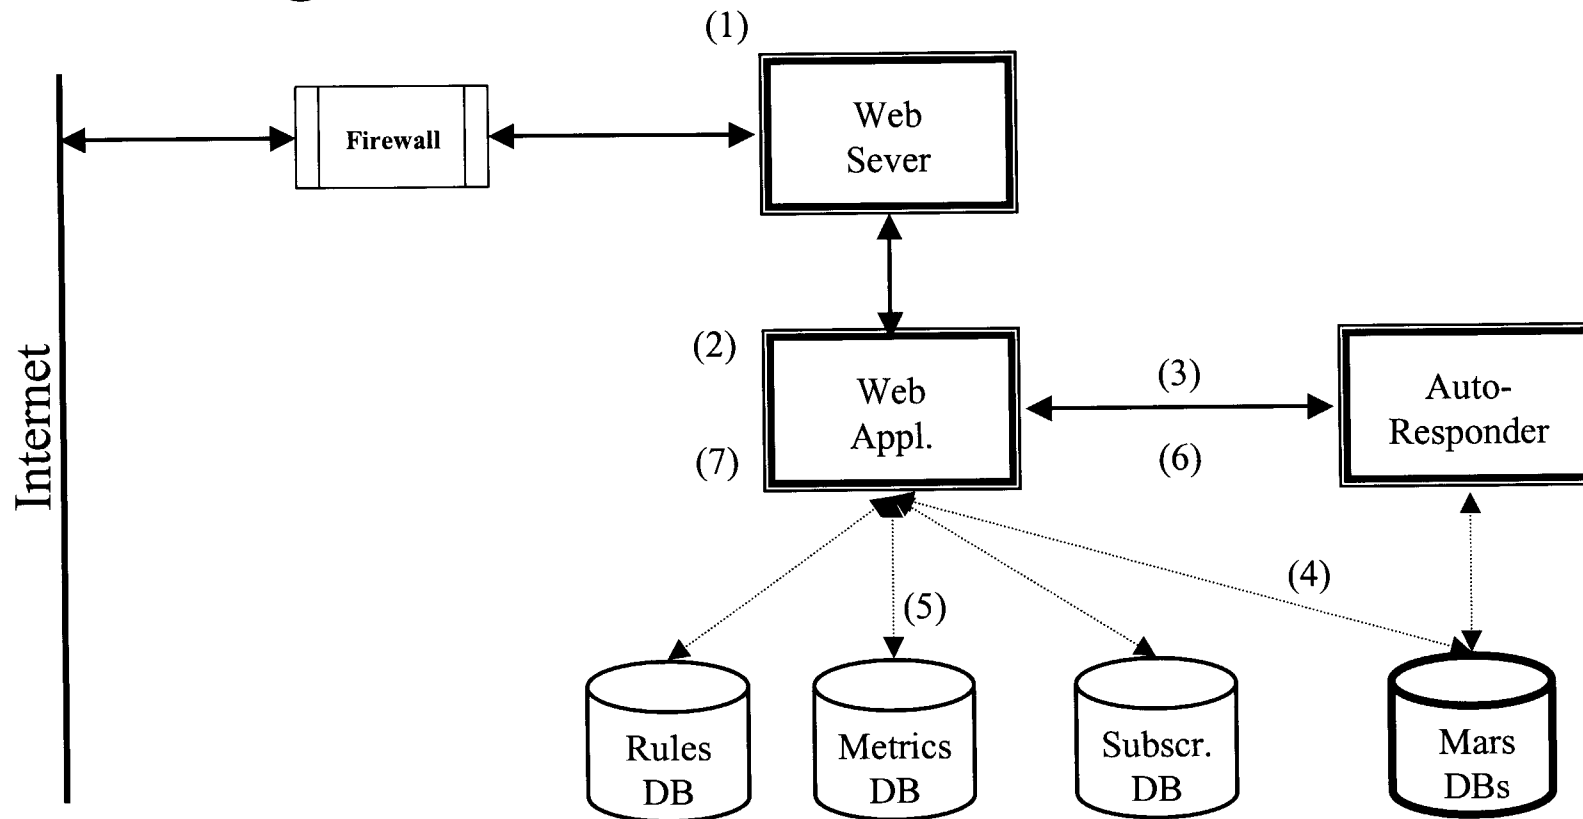 (1)
Web
Sever
Firewall
Internet
(2)
Web
Appl.
(7)
(3)
(6)
Auto-
Responder
(4)
(5)
Rules
DB
Metrics
DB
Subscr.
DB
Mars
DBs